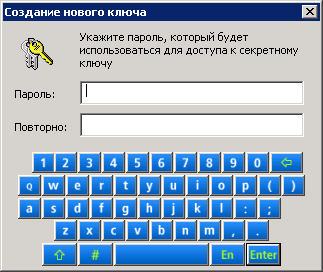 Создание нового ключа
Укажите пароль, который будет
использоваться для доступа к секретному
ключу
Пароль:
Повторно:
1 2 3 4 5 6 7 8 9 0
Q w e r t y u i o p ( )
a s d f g h j k l : ;
z x c v b n m , .
# En Enter